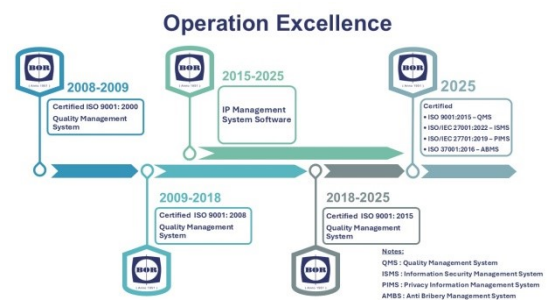 Operation Excellence
BOR
2008-2009
Certified ISO 9001: 2000
Quality Management
System
BOR
2015-2025
IP Management
System Software
BOR
2025
Certified
• ISO 9001:2015 – QMS
• ISO/IEC 27001:2022 – ISMS
• ISO/IEC 27701:2019 – PIMS
• ISO 37001:2016 – ABMS
2009-2018
Certified ISO 9001: 2008
Quality Management
System
BOR
2018-2025
Certified ISO 9001: 2015
Quality Management
System
BOR
Notes:
QMS : Quality Management System
ISMS : Information Security Management System
PIMS : Privacy Information Management System
AMBS : Anti Bribery Management System